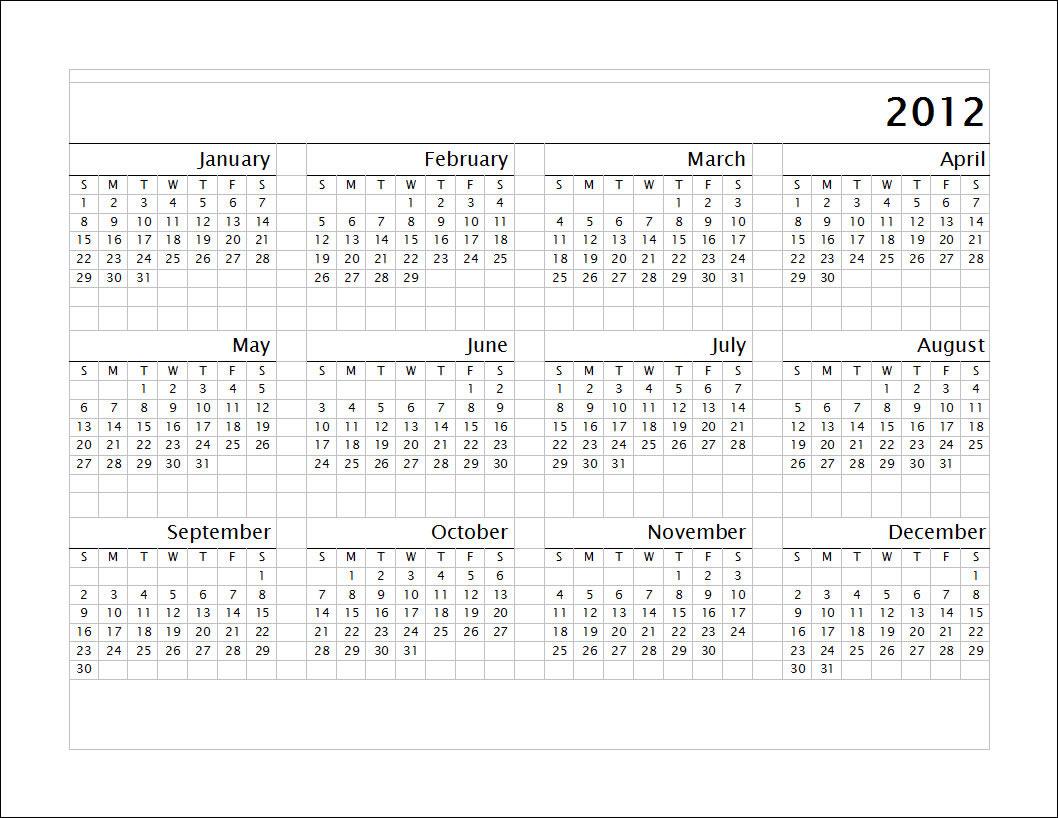 2012
January February March April
S M T W T F S S M T W T F S S M T W T F S S M T W T F S
1 2 3 4 5 6 7 1 2 3 4 1 2 3 1 2 3 4 5 6 7
8 9 10 11 12 13 14 5 6 7 8 9 10 11 4 5 6 7 8 9 10 8 9 10 11 12 13 14
15 16 17 18 19 20 21 12 13 14 15 16 17 18 11 12 13 14 15 16 17 15 16 17 18 19 20 21
22 23 24 25 26 27 28 19 20 21 22 23 24 25 18 19 20 21 22 23 24 22 23 24 25 26 27 28
29 30 31 26 27 28 29 25 26 27 28 29 30 31 29 30
May June July August
S M T W T F S S M T W T F S S M T W T F S S M T W T F S
1 2 3 4 5 1 2 1 2 3 4 5 6 7 1 2 3 4
6 7 8 9 10 11 12 3 4 5 6 7 8 9 8 9 10 11 12 13 14 5 6 7 8 9 10 11
13 14 15 16 17 18 19 10 11 12 13 14 15 16 15 16 17 18 19 20 21 12 13 14 15 16 17 18
20 21 22 23 24 25 26 17 18 19 20 21 22 23 22 23 24 25 26 27 28 19 20 21 22 23 24 25
27 28 29 30 31 24 25 26 27 28 29 30 29 30 31 26 27 28 29 30 31
September October November December
S M T W T F S S M T W T F S S M T W T F S S M T W T F S
1 1 2 3 4 5 6 1 2 3 1
2 3 4 5 6 7 8 7 8 9 10 11 12 13 4 5 6 7 8 9 10 2 3 4 5 6 7 8
9 10 11 12 13 14 15 14 15 16 17 18 19 20 11 12 13 14 15 16 17 9 10 11 12 13 14 15
16 17 18 19 20 21 22 21 22 23 24 25 26 27 18 19 20 21 22 23 24 16 17 18 19 20 21 22
23 24 25 26 27 28 29 28 29 30 31 25 26 27 28 29 30 23 24 25 26 27 28 29
30 30 31